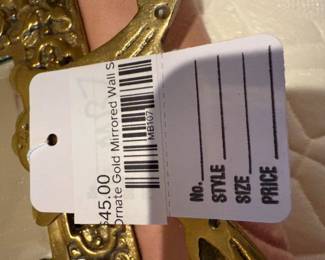 $45.00
Ornate Gold Mirrored Wall S
MB107
No.
STYLE
SIZE
PRICE